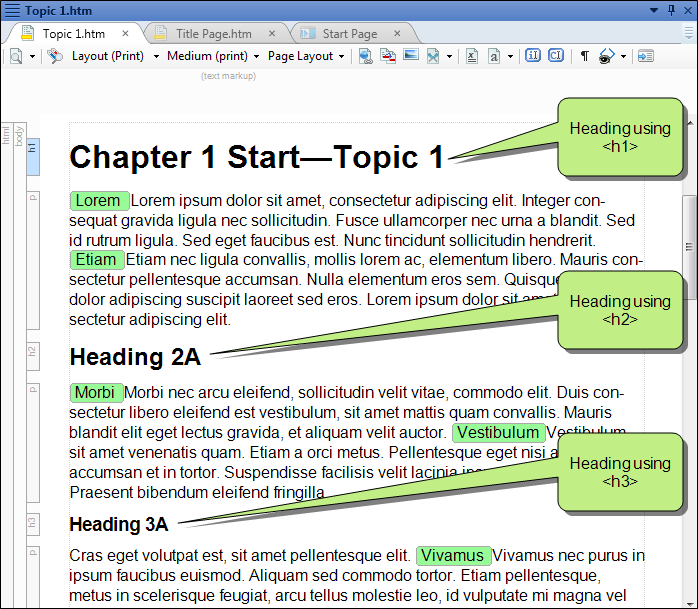 Topic 1.htm
Topic 1.htm × Title Page.htm × Start Page ×
Layout (Print) Medium (print) Page Layout
(text markup)
html
body
h1
Chapter 1 Start—Topic 1
Heading using
<h1>
p
Lorem Lorem ipsum dolor sit amet, consectetur adipiscing elit. Integer con-
sequat gravida ligula nec sollicitudin. Fusce ullamcorper nec urna a blandit. Sed
id rutrum ligula. Sed eget faucibus est. Nunc tincidunt sollicitudin hendrerit.
Etiam Etiam nec ligula convallis, mollis lorem ac, elementum libero. Mauris con-
sectetur pellentesque accumsan. Nulla elementum eros sem. Quisque
dolor adipiscing suscipit laoreet sed eros. Lorem ipsum dolor sit
sectetur adipiscing elit.
Heading using
<h2>
h2
Heading 2A
p
Morbi Morbi nec arcu eleifend, sollicitudin velit vitae, commodo elit. Duis con-
sectetur libero eleifend est vestibulum, sit amet mattis quam convallis. Mauris
blandit elit eget lectus gravida, et aliquam velit auctor. Vestibulum Vestibulum
sit amet venenatis quam. Etiam a orci metus. Pellentesque eget nisi a
accumsan et in tortor. Suspendisse facilisis velit lacinia
Praesent bibendum eleifend fringilla
Heading using
<h3>
h3
Heading 3A
p
Cras eget volutpat est, sit amet pellentesque elit. Vivamus Vivamus nec purus in
ipsum faucibus euismod. Aliquam sed commodo tortor. Etiam pellentesque,
metus in scelerisque feugiat, arcu tellus molestie leo, id vulputate mi magna vel